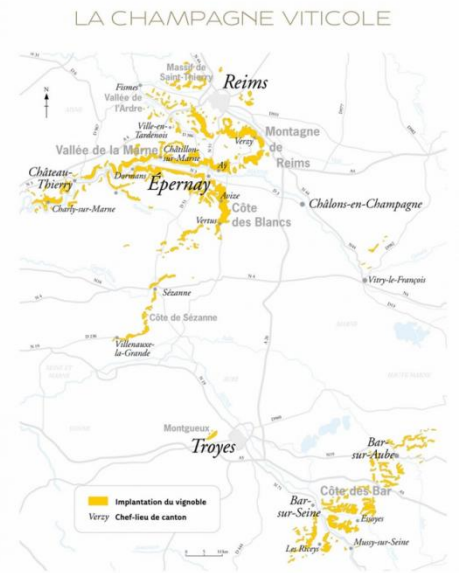 LA CHAMPAGNE VITICOLE
Massif de
Saint-Thierry
Reims
Fismes
Vallée de
l'Ardre
Ville-en-
Tardenois
Verzy
Montagne
de
Reims
Vallée de la Marne
Châtillon-
sur-Marne
Château-
Thierry
Dormans
Épernay
Aÿ
Charly-sur-Marne
Avize
Côte
des Blancs
Vertus
Châlons-en-Champagne
Vitry-le-François
Sézanne
Côte de Sézanne
Villenauxe-
la-Grande
Montgueux
Troyes
Bar-
sur-Aube
Côte des Bar
Bar-
sur-Seine
Essoyes
Les Riceys
Mussy-sur-Seine
N
Implantation du vignoble
Verzy Chef-lieu de canton